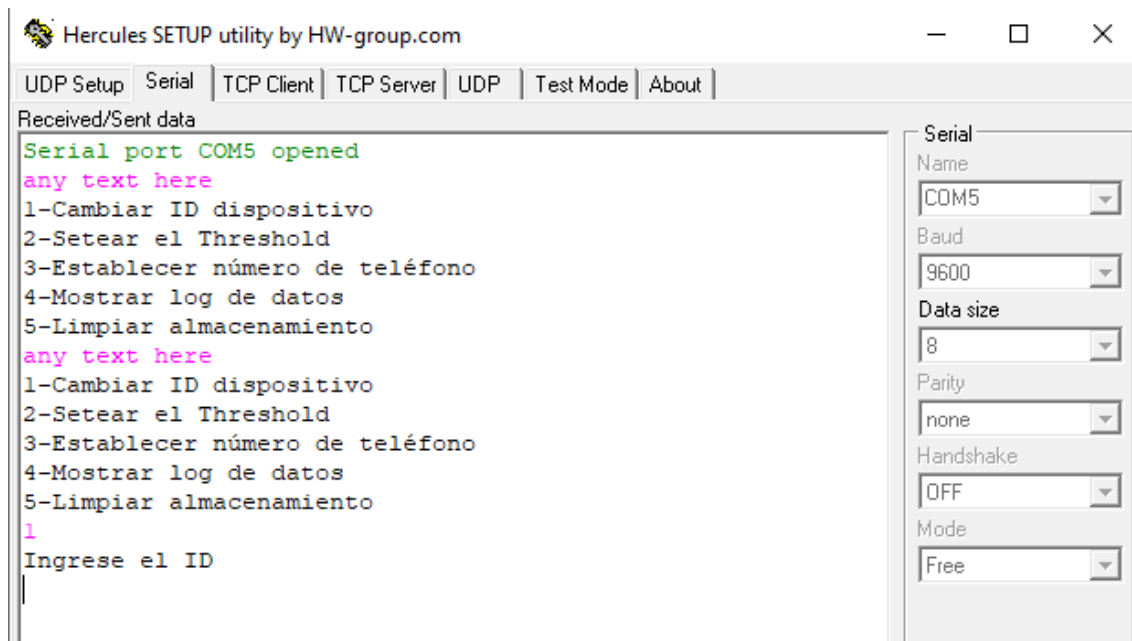 Hercules SETUP utility by HW-group.com
UDP Setup Serial TCP Client TCP Server UDP Test Mode About
Received/Sent data
Serial port COM5 opened
any text here
1-Cambiar ID dispositivo
2-Setear el Threshold
3-Establecer número de teléfono
4-Mostrar log de datos
5-Limpiar almacenamiento
any text here
1-Cambiar ID dispositivo
2-Setear el Threshold
3-Establecer número de teléfono
4-Mostrar log de datos
5-Limpiar almacenamiento
1
Ingrese el ID
Serial
Name
COM5
Baud
9600
Data size
8
Parity
none
Handshake
OFF
Mode
Free